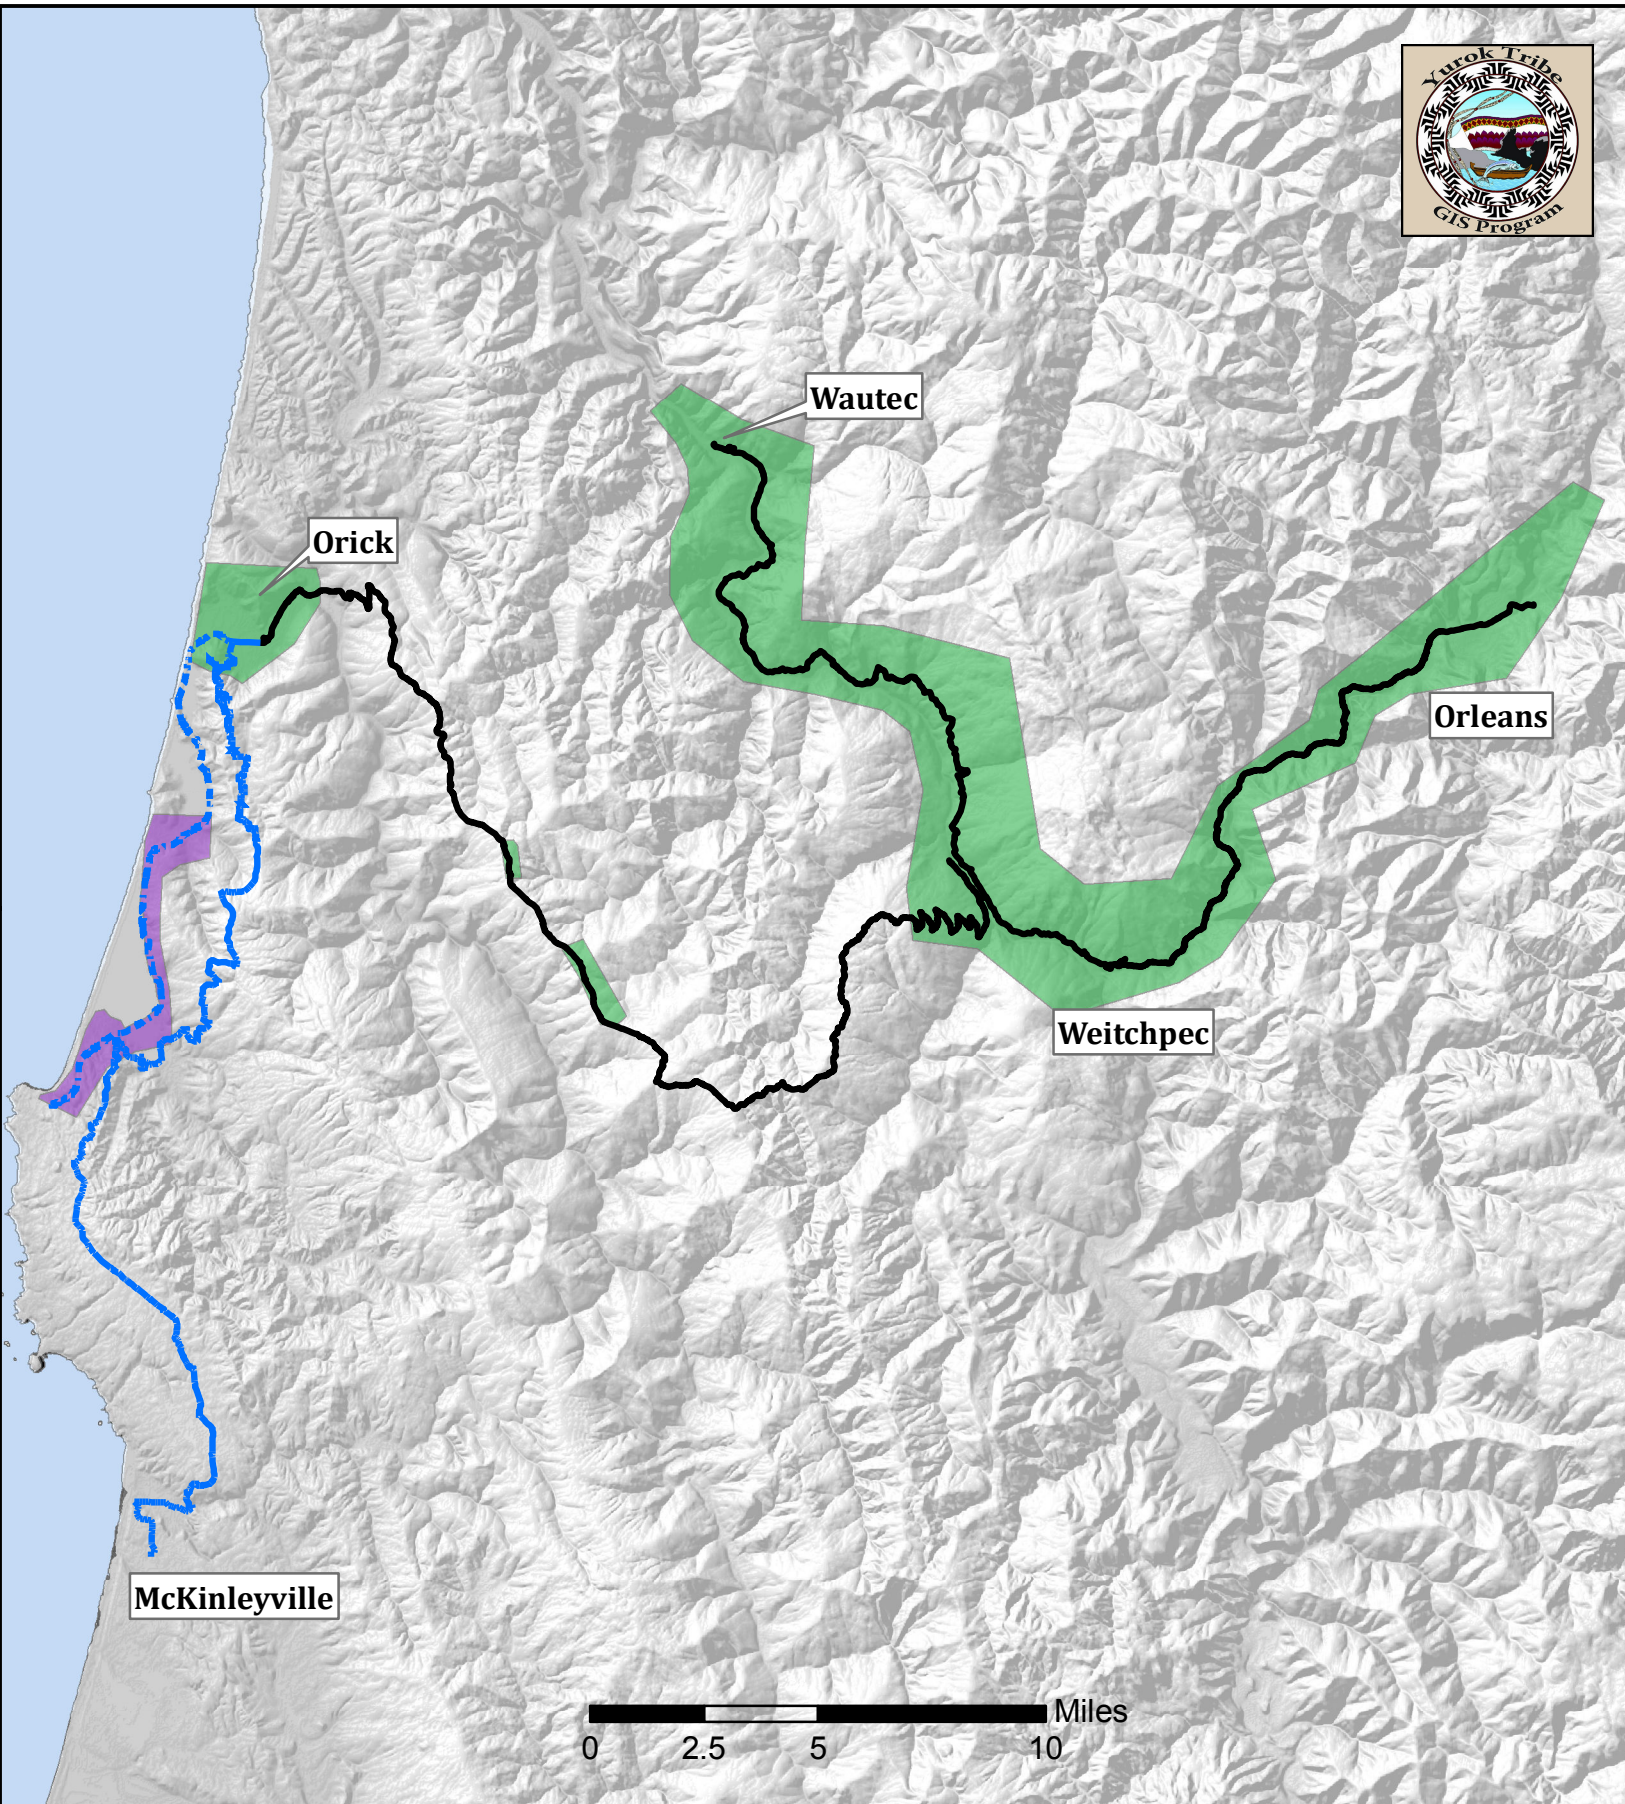 Yurok Tribe
GIS Program
Wautec
Orick
Orleans
Weitchpec
McKinleyville
Miles
0 2.5 5 10